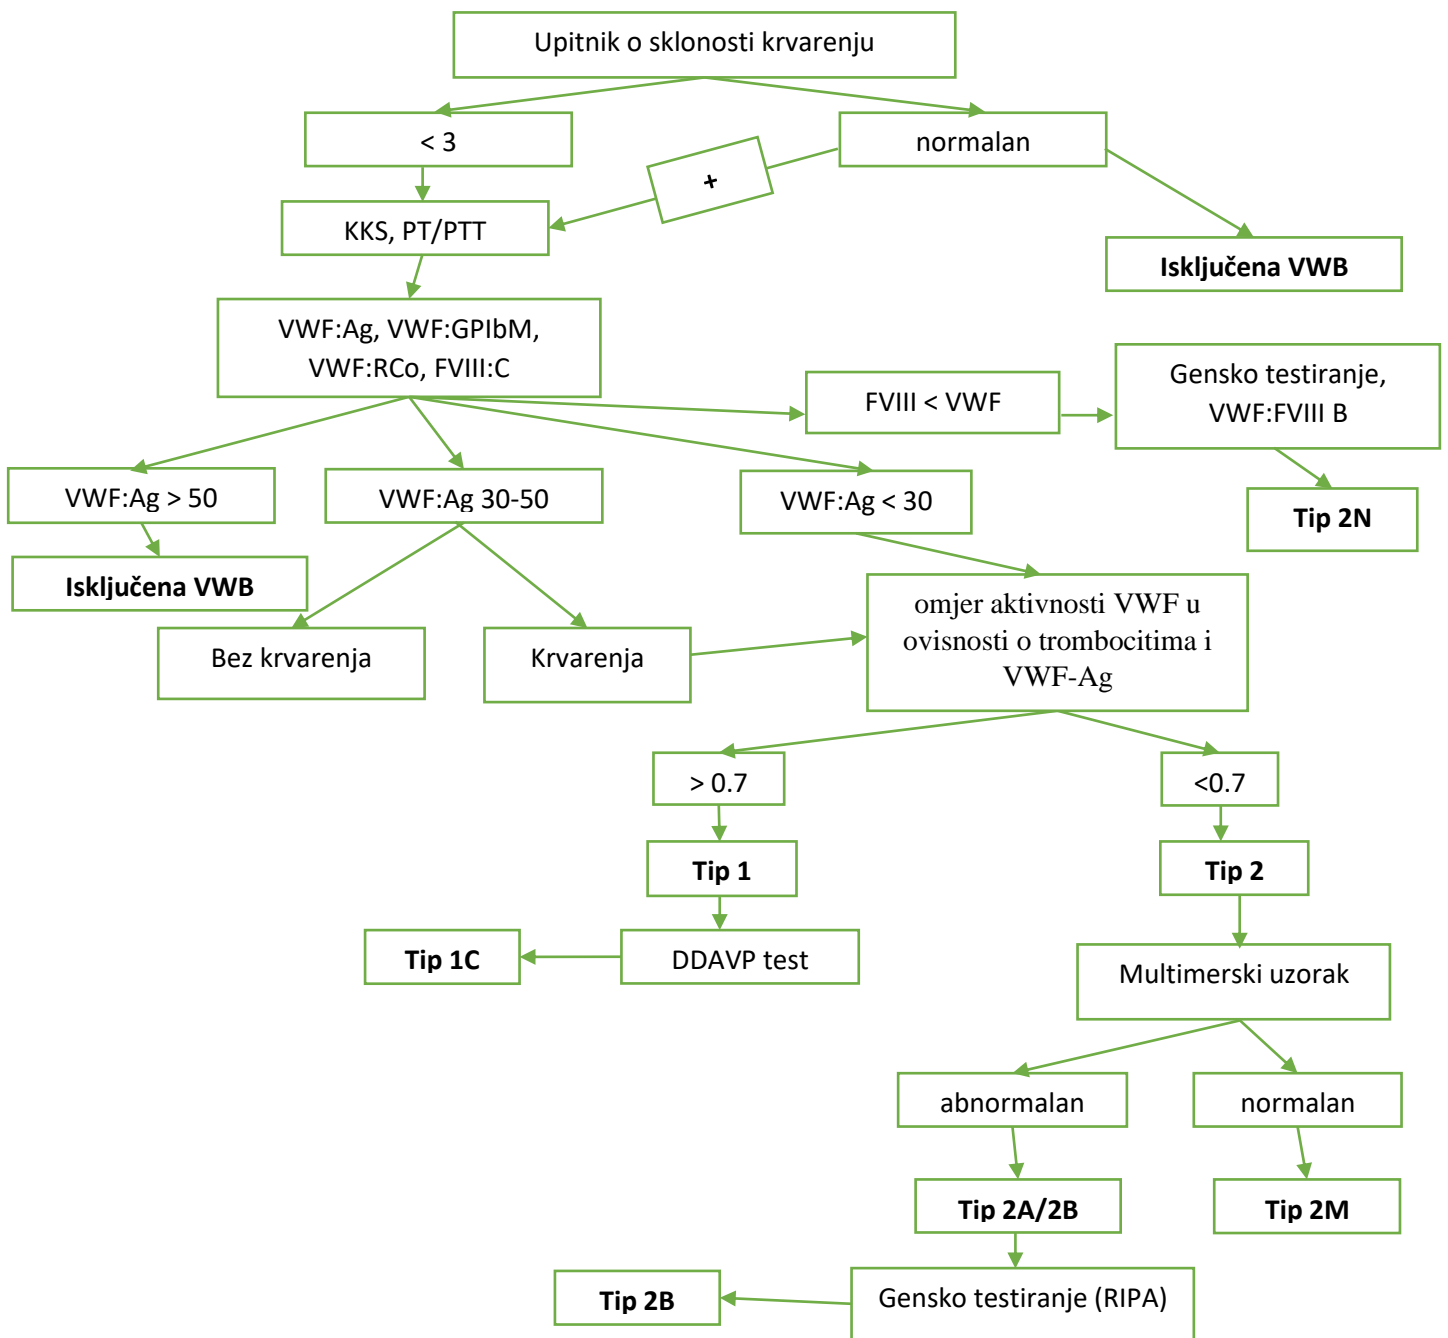 Upitnik o sklonosti krvarenju
< 3
normalan
+
KKS, PT/PTT
Isključena VWB
VWF:Ag, VWF:GPIbM,
VWF:RCo, FVIII:C
FVIII < VWF
Gensko testiranje,
VWF:FVIII B
VWF:Ag > 50
VWF:Ag 30-50
VWF:Ag < 30
Tip 2N
Isključena VWB
Bez krvarenja
Krvarenja
omjer aktivnosti VWF u
ovisnosti o trombocitima i
VWF-Ag
> 0.7
<0.7
Tip 1
Tip 2
Tip 1C
DDAVP test
Multimerski uzorak
abnormalan
normalan
Tip 2A/2B
Tip 2M
Tip 2B
Gensko testiranje (RIPA)